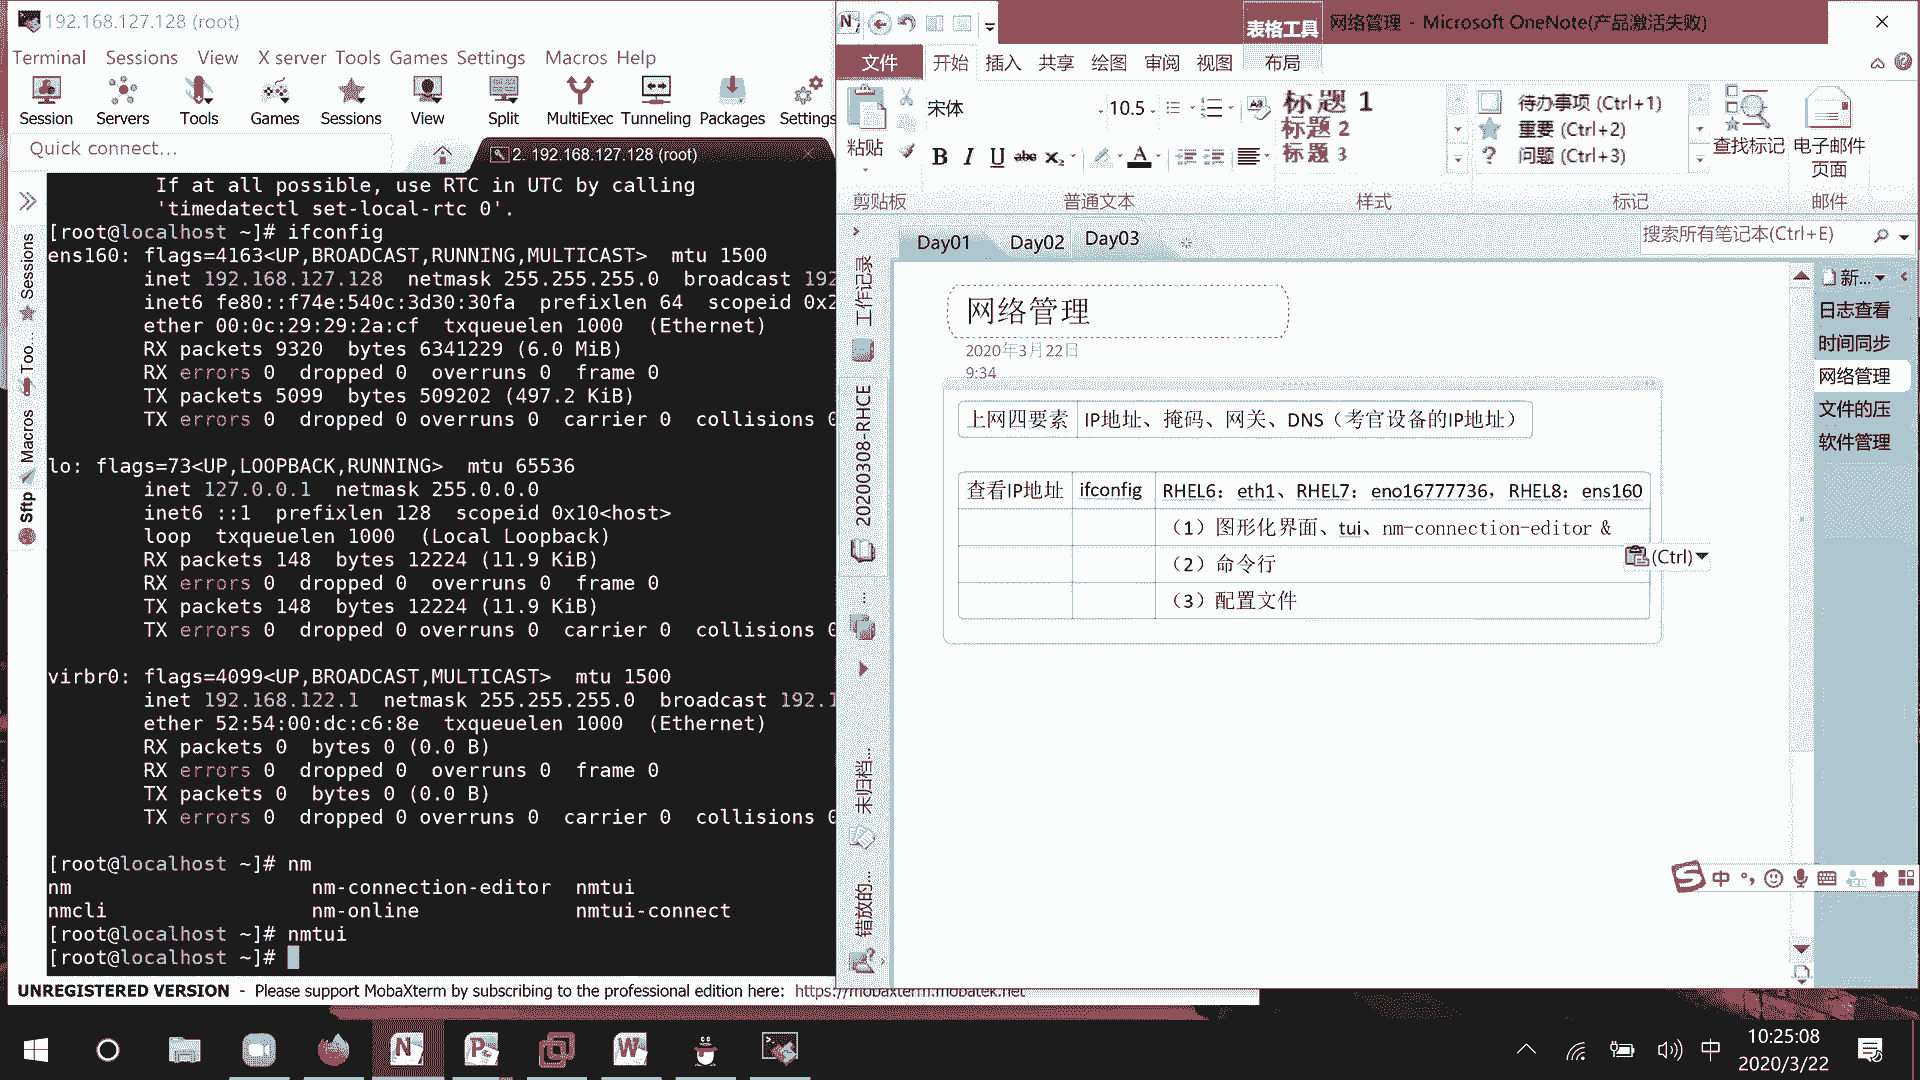 192.168.127.128 (root)
Terminal Sessions View X server Tools Games Settings Macros Help
Session Servers Tools Games Sessions View Split MultiExec Tunneling Packages Settings
Quick connect...
2. 192.168.127.128 (root)
Sessions
Too...
Macros
Sftp
If at all possible, use RTC in UTC by calling
'timedatectl set-local-rtc 0'.
[root@localhost ~]# ifconfig
ens160: flags=4163<UP,BROADCAST,RUNNING,MULTICAST> mtu 1500
inet 192.168.127.128 netmask 255.255.255.0 broadcast 192
inet6 fe80::f74e:540c:3d30:30fa prefixlen 64 scopeid 0x2
ether 00:0c:29:29:2a:cf txqueuelen 1000 (Ethernet)
RX packets 9320 bytes 6341229 (6.0 MiB)
RX errors 0 dropped 0 overruns 0 frame 0
TX packets 5099 bytes 509202 (497.2 KiB)
TX errors 0 dropped 0 overruns 0 carrier 0 collisions 0
lo: flags=73<UP,LOOPBACK,RUNNING> mtu 65536
inet 127.0.0.1 netmask 255.0.0.0
inet6 ::1 prefixlen 128 scopeid 0x10<host>
loop txqueuelen 1000 (Local Loopback)
RX packets 148 bytes 12224 (11.9 KiB)
RX errors 0 dropped 0 overruns 0 frame 0
TX packets 148 bytes 12224 (11.9 KiB)
TX errors 0 dropped 0 overruns 0 carrier 0 collisions 0
virbr0: flags=4099<UP,BROADCAST,MULTICAST> mtu 1500
inet 192.168.122.1 netmask 255.255.255.0 broadcast 192.1
ether 52:54:00:dc:c6:8e txqueuelen 1000 (Ethernet)
RX packets 0 bytes 0 (0.0 B)
RX errors 0 dropped 0 overruns 0 frame 0
TX packets 0 bytes 0 (0.0 B)
TX errors 0 dropped 0 overruns 0 carrier 0 collisions 0
[root@localhost ~]# nm
nm nm-connection-editor nmtui
nmcli nm-online nmtui-connect
[root@localhost ~]# nmtui
[root@localhost ~]#
UNREGISTERED VERSION - Please support MobaXterm by subscribing to the professional edition here: https://mobaxterm.mobatek.net
表格工具
网络管理 - Microsoft OneNote(产品激活失败)
文件 开始 插入 共享 绘图 审阅 视图 布局
粘贴
宋体 10.5
B I U abc x₂ A
标题 1
标题 2
标题 3
待办事项 (Ctrl+1)
重要 (Ctrl+2)
问题 (Ctrl+3)
查找标记 电子邮件
页面
剪贴板 普通文本 样式 标记 邮件
Day01 Day02 Day03
搜索所有笔记本(Ctrl+E)
工作记录
20200308-RHCE
未归档...
错放的...
网络管理
2020年3月22日
9:34
上网四要素 IP地址、掩码、网关、DNS（考官设备的IP地址）
查看IP地址 ifconfig RHEL6：eth1、RHEL7：eno16777736，RHEL8：ens160
（1）图形化界面、tui、nm-connection-editor &
（2）命令行
（3）配置文件
(Ctrl)
新...
日志查看
时间同步
网络管理
文件的压
软件管理
中
中
10:25:08
2020/3/22